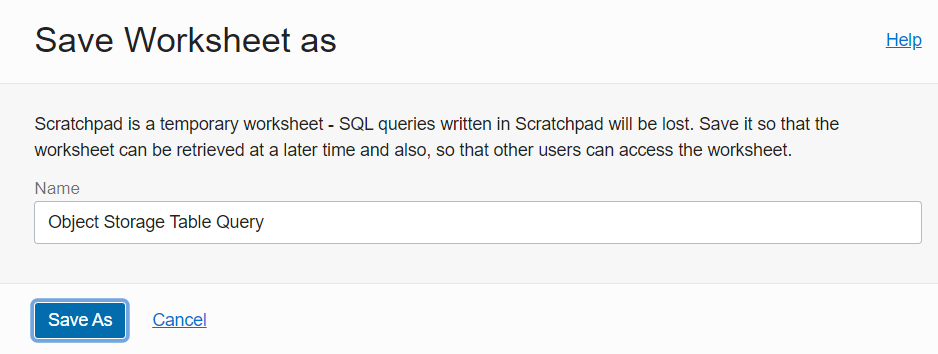 Save Worksheet as
Help
Scratchpad is a temporary worksheet - SQL queries written in Scratchpad will be lost. Save it so that the
worksheet can be retrieved at a later time and also, so that other users can access the worksheet.
Name
Object Storage Table Query
Save As
Cancel